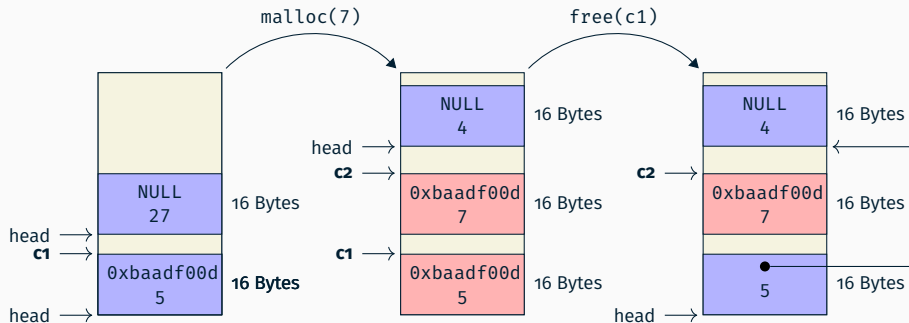 malloc(7)
free(c1)
NULL
27
16 Bytes
head
c1
0xbaadf00d
5
16 Bytes
head
NULL
4
16 Bytes
head
c2
0xbaadf00d
7
16 Bytes
c1
0xbaadf00d
5
16 Bytes
NULL
4
16 Bytes
c2
0xbaadf00d
7
16 Bytes
5
16 Bytes
head